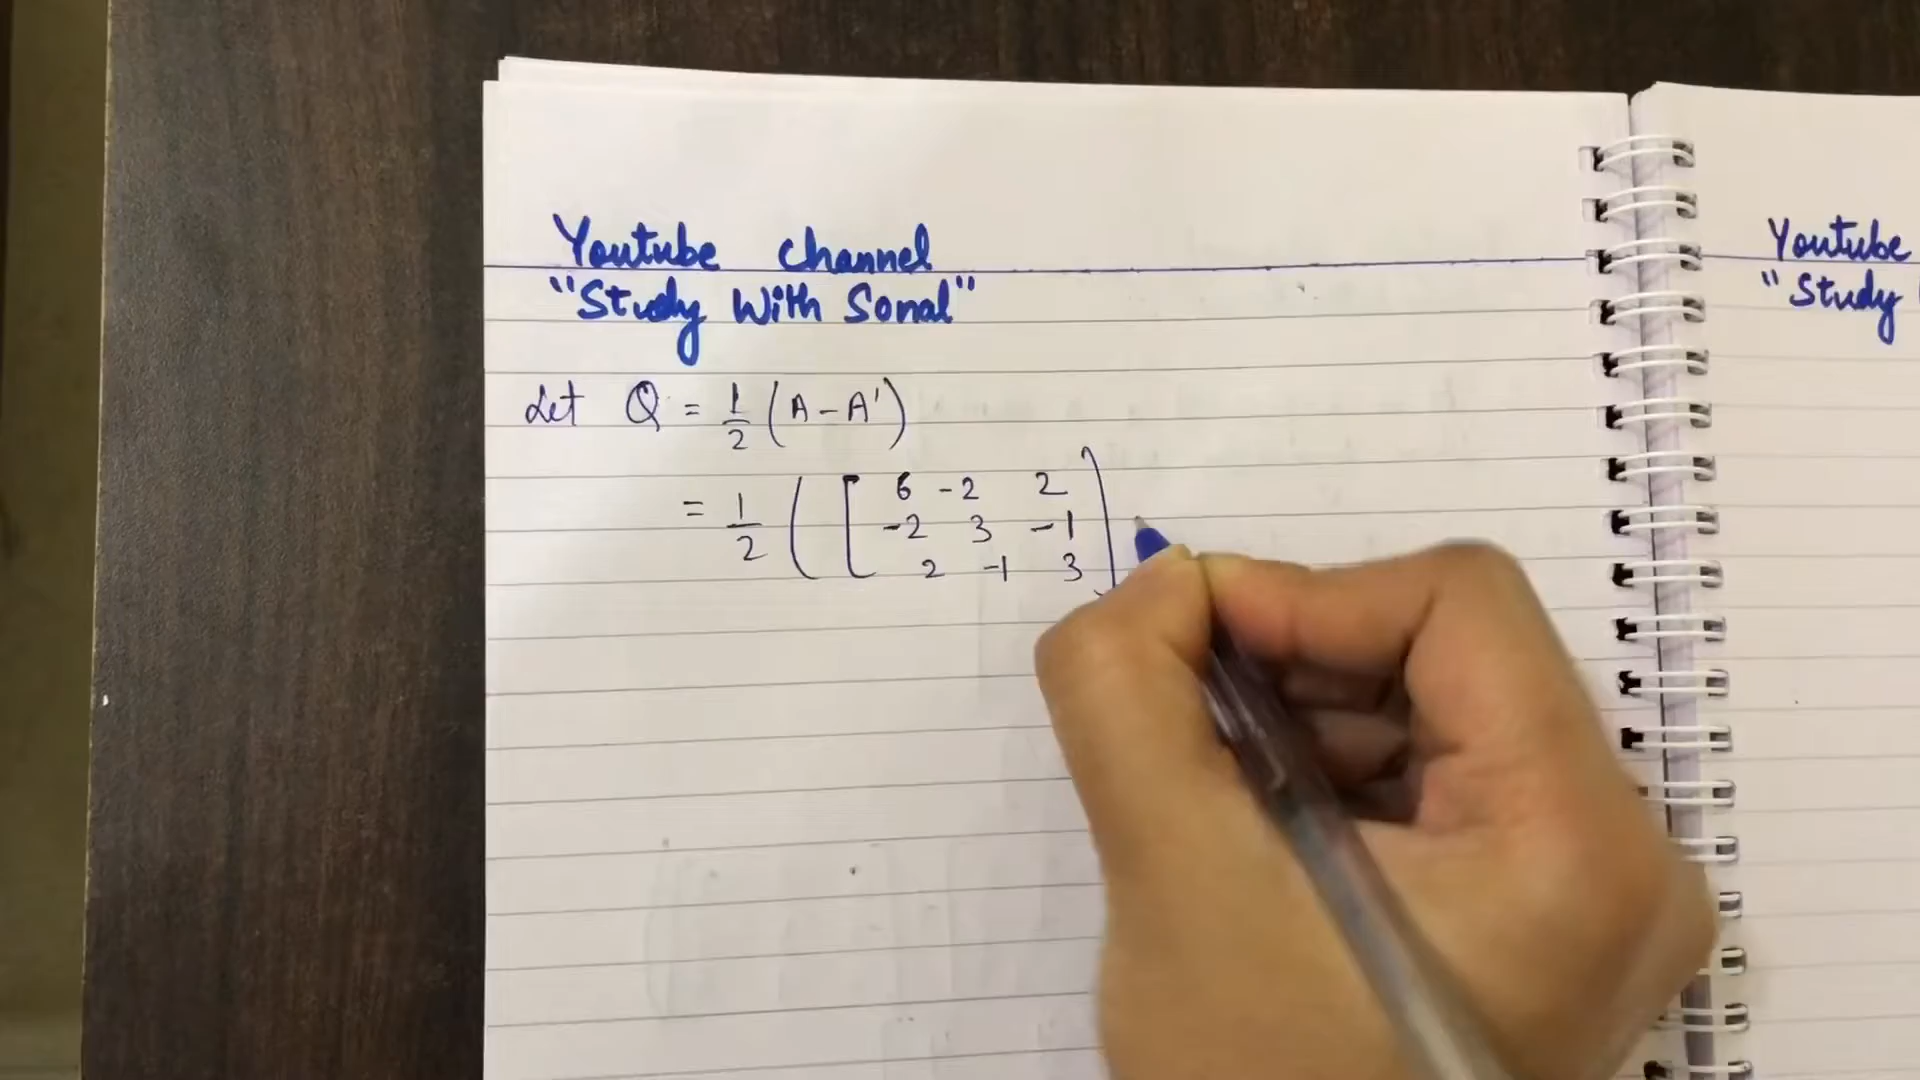 Youtube Channel
"Study With Sonal"
Let Q = 1/2 (A - A')
= 1/2 ( [ 6 -2 2
-2 3 -1
2 -1 3 ]
Youtube
"Study